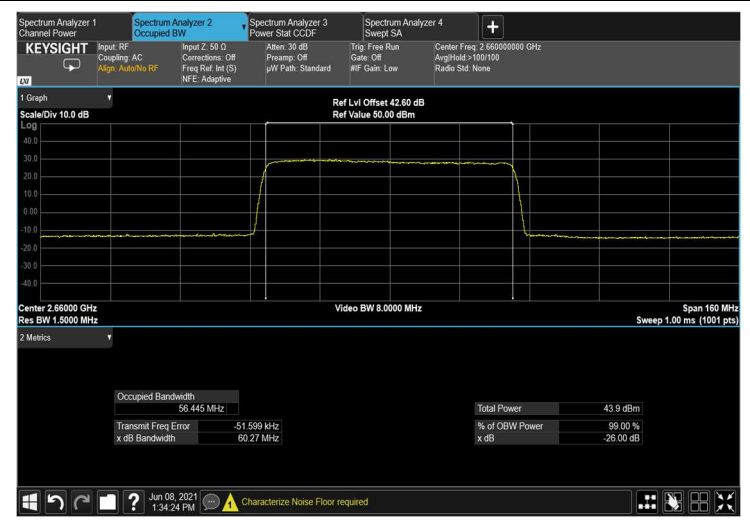 Spectrum Analyzer 1
Channel Power
Spectrum Analyzer 2
Occupied BW
Spectrum Analyzer 3
Power Stat CCDF
Spectrum Analyzer 4
Swept SA
KEYSIGHT
LXI
Input: RF
Coupling: AC
Align: Auto/No RF
Input Z: 50 Ω
Corrections: Off
Freq Ref: Int (S)
NFE: Adaptive
Atten: 30 dB
Preamp: Off
µW Path: Standard
Trig: Free Run
Gate: Off
#IF Gain: Low
Center Freq: 2.660000000 GHz
Avg|Hold:>100/100
Radio Std: None
1 Graph
Scale/Div 10.0 dB
Ref Lvl Offset 42.60 dB
Ref Value 50.00 dBm
Log
40.0
30.0
20.0
10.0
0.00
-10.0
-20.0
-30.0
-40.0
Center 2.66000 GHz
Res BW 1.5000 MHz
Video BW 8.0000 MHz
Span 160 MHz
Sweep 1.00 ms (1001 pts)
2 Metrics
Occupied Bandwidth
56.445 MHz
Transmit Freq Error -51.599 kHz
x dB Bandwidth 60.27 MHz
Total Power 43.9 dBm
% of OBW Power 99.00 %
x dB -26.00 dB
?
Jun 08, 2021
1:34:24 PM
Characterize Noise Floor required